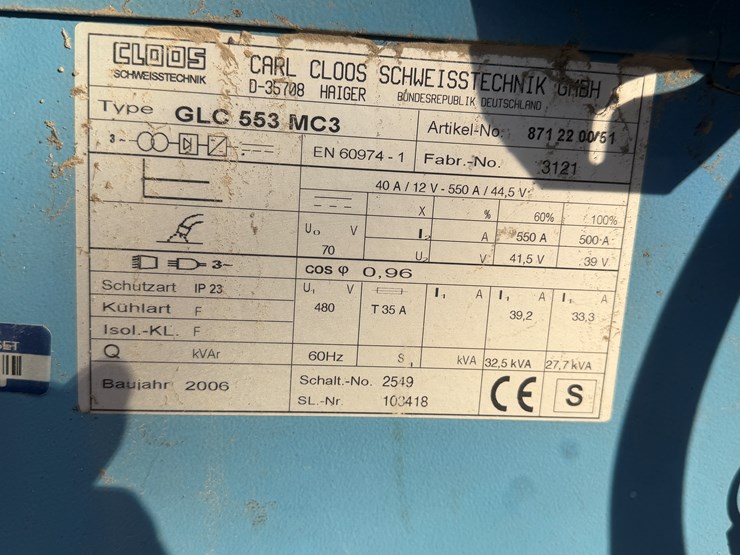 CLOOS
SCHWEISSTECHNIK
CARL CLOOS SCHWEISSTECHNIK GMBH
D-35708 HAIGER BUNDESREPUBLIK DEUTSCHLAND
Type GLC 553 MC3
Artikel-No. 871 22 00/51
3~
EN 60974-1
Fabr.-No. 3121
40 A / 12 V - 550 A / 44,5 V
X % 60% 100%
U₀ V I₂ A 550 A 500 A
70 U₂ V 41,5 V 39 V
3~
cos φ 0,96
Schutzart IP 23
U₁ V I₁ A I₁ A I₁ A
Kühlart F
480 T 35 A 39,2 33,3
Isol.-KL. F
Q kVAr 60Hz S₁ kVA 32,5 kVA 27,7 kVA
Baujahr 2006
Schalt.-No. 2549
SL.-Nr. 103418
CE S